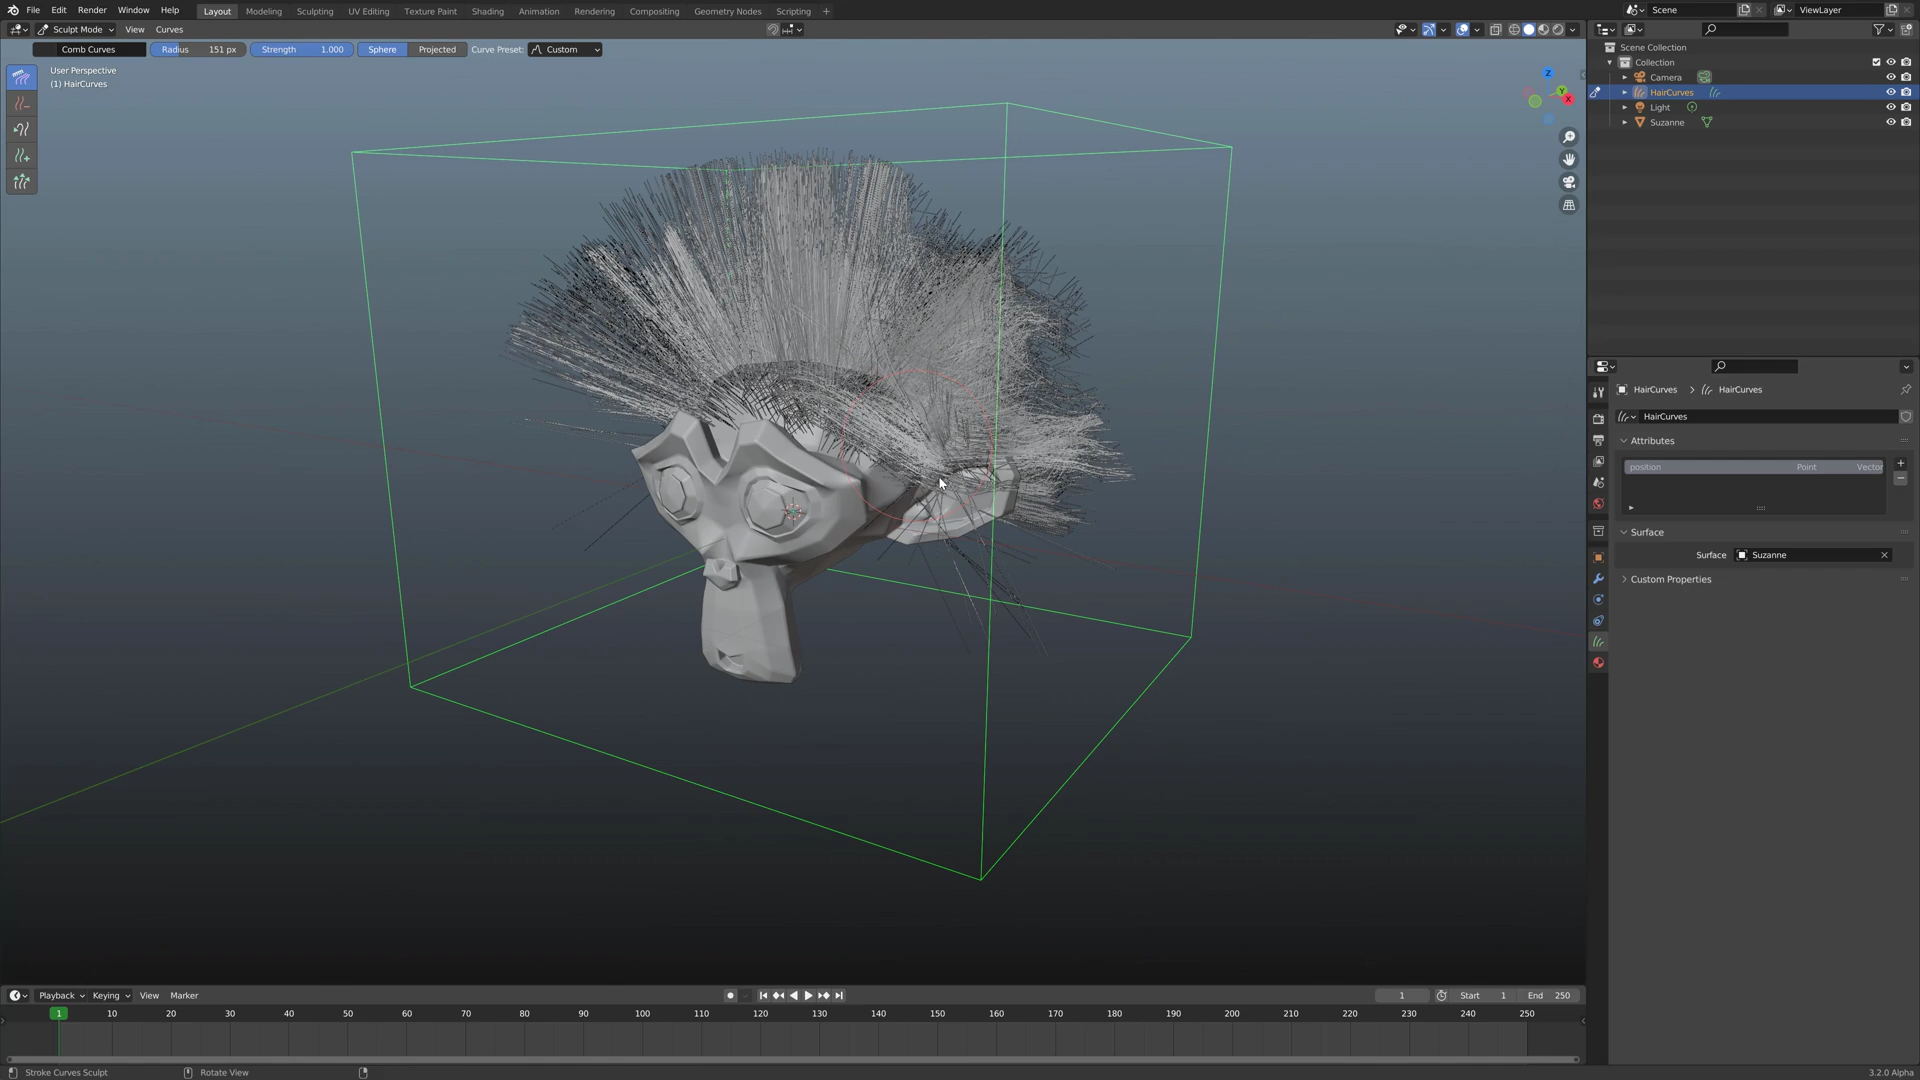 File Edit Render Window Help Layout Modeling Sculpting UV Editing Texture Paint Shading Animation Rendering Compositing Geometry Nodes Scripting + Scene ViewLayer
Sculpt Mode View Curves
Comb Curves Radius 151 px Strength 1.000 Sphere Projected Curve Preset: Custom
User Perspective
(1) HairCurves
Z
Y
X
Scene Collection
Collection
Camera
HairCurves
Light
Suzanne
HairCurves > HairCurves
HairCurves
Attributes
position Point Vector
Surface
Surface Suzanne
Custom Properties
Playback Keying View Marker 1 Start 1 End 250
1 10 20 30 40 50 60 70 80 90 100 110 120 130 140 150 160 170 180 190 200 210 220 230 240 250
Stroke Curves Sculpt Rotate View 3.2.0 Alpha